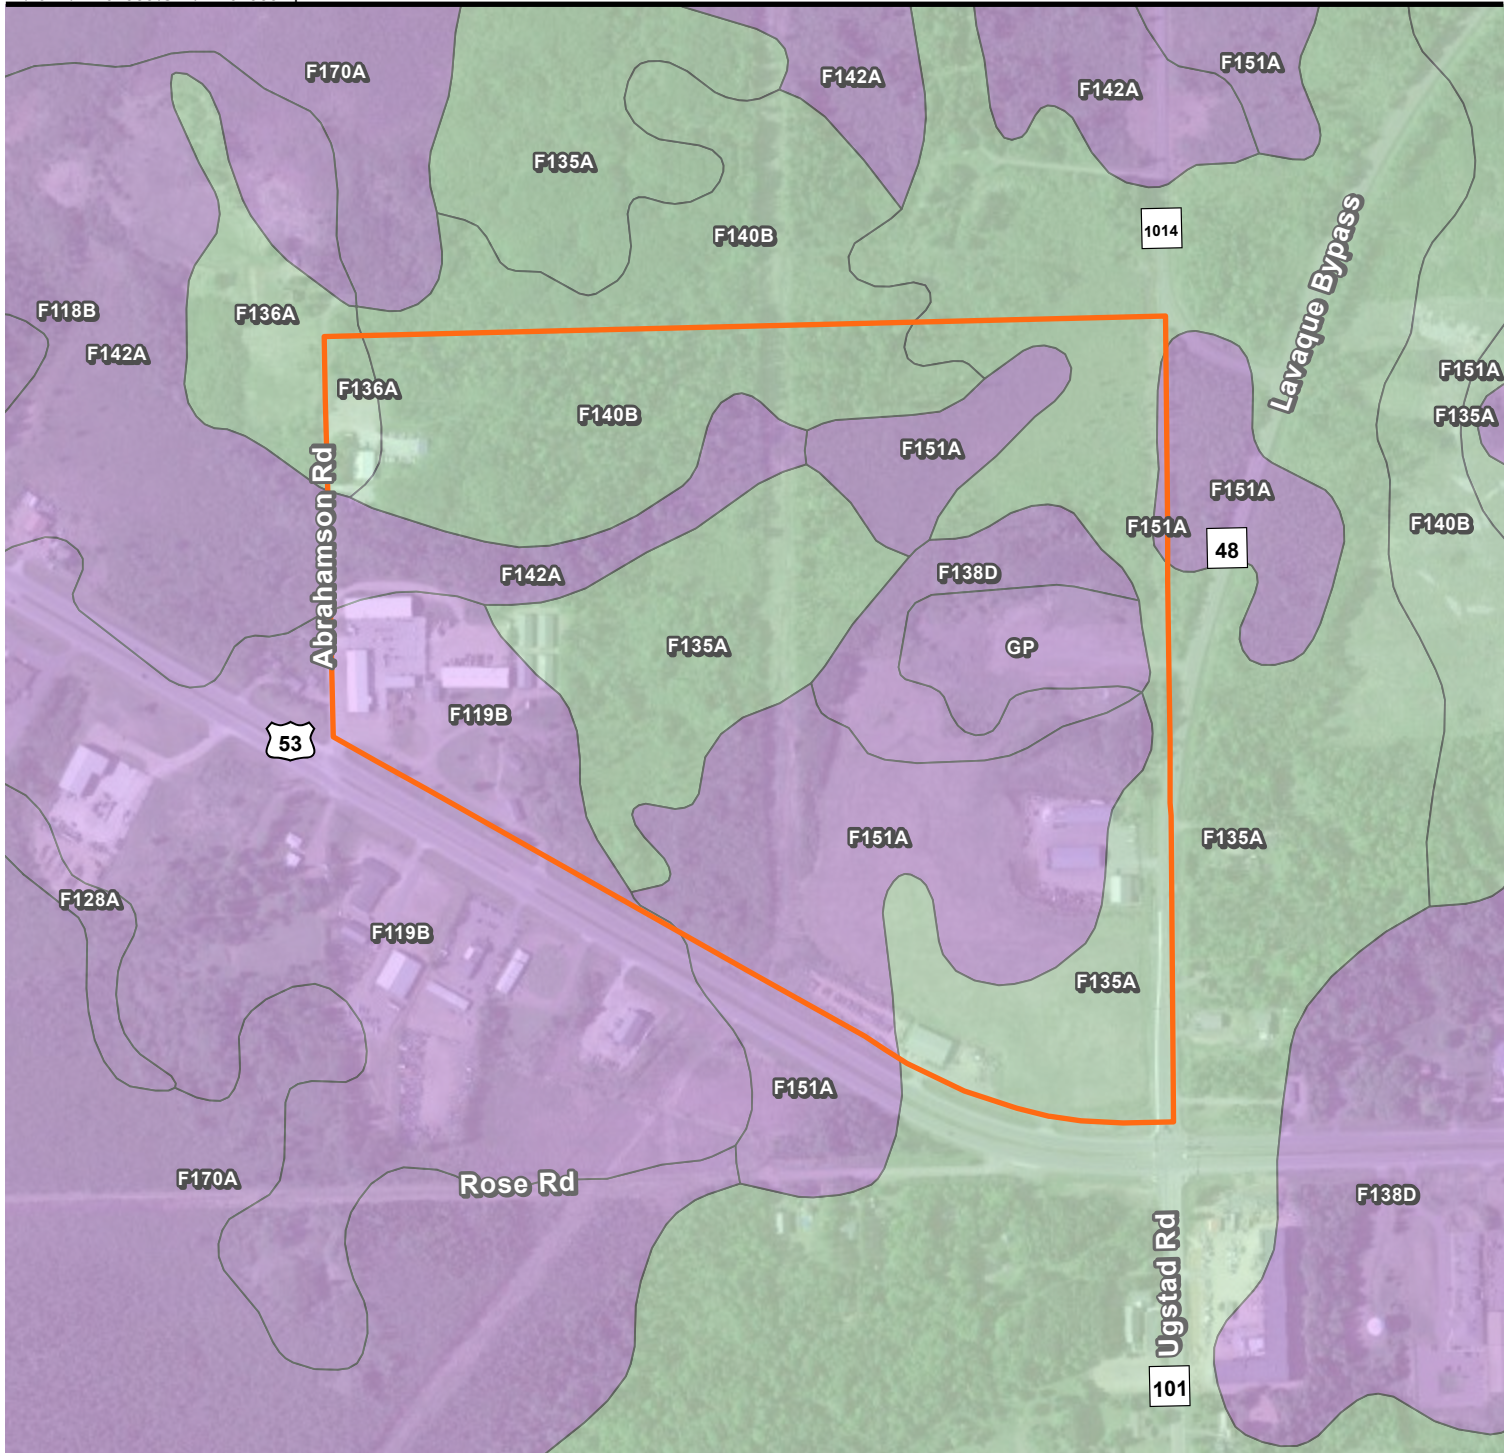 F170A
F142A
F142A
F151A
F135A
F140B
1014
Lavaque Bypass
F118B
F142A
F136A
F136A
F140B
F151A
F151A
F135A
F151A
F151A
48
F140B
Abrahamson Rd
F142A
F138D
F135A
GP
F119B
53
F151A
F135A
F128A
F119B
F135A
F151A
F170A
Rose Rd
F138D
Ugstad Rd
101